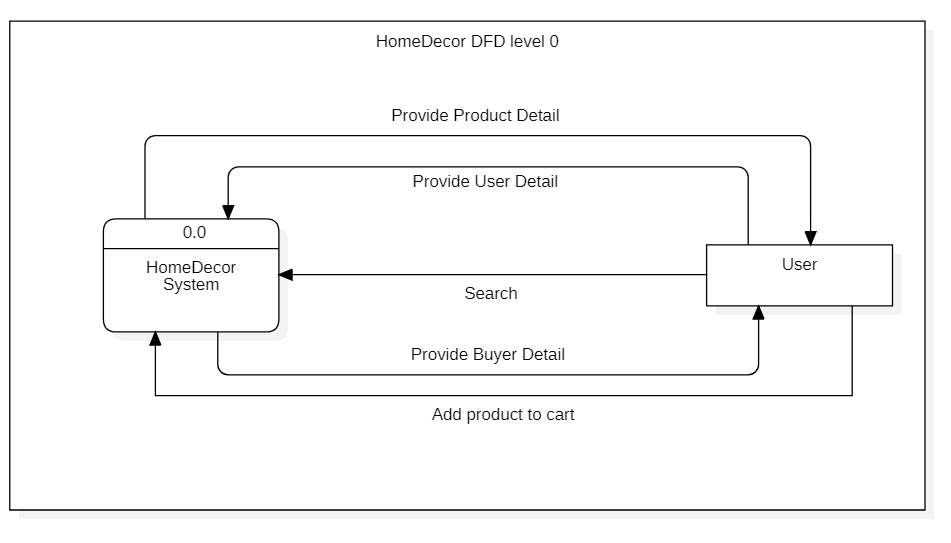 HomeDecor DFD level 0
Provide Product Detail
Provide User Detail
0.0
HomeDecor
System
User
Search
Provide Buyer Detail
Add product to cart